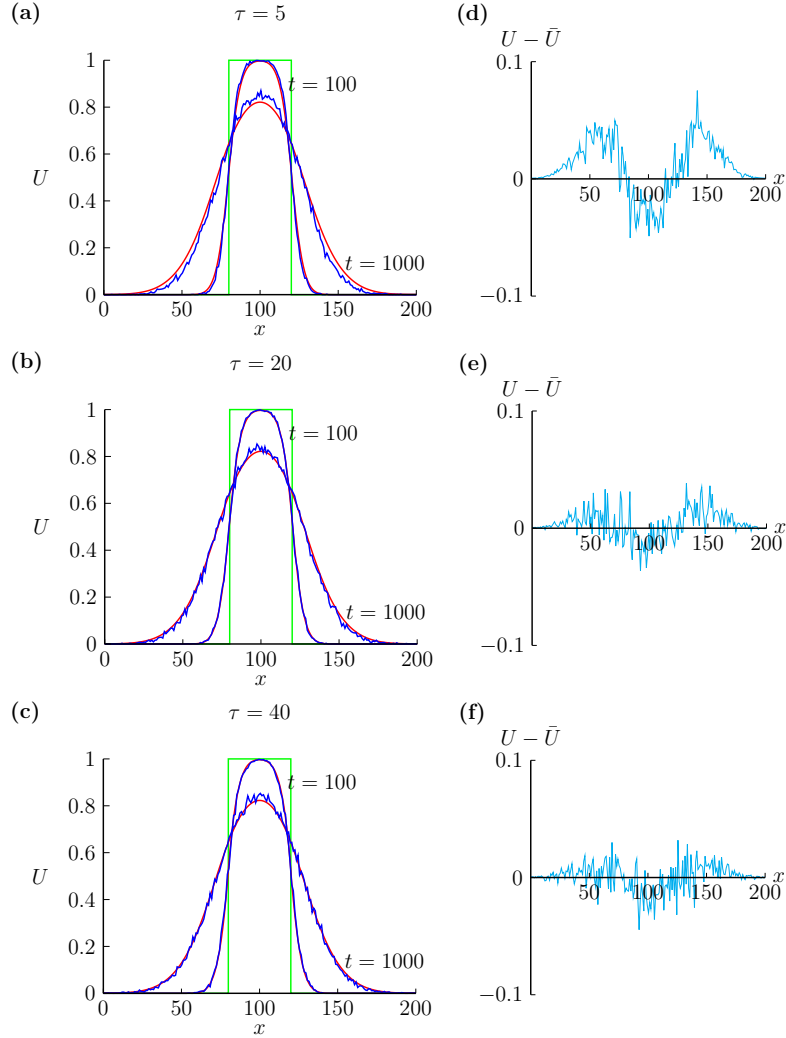 (a)
τ = 5
1
0.8
0.6
0.4
0.2
0
U
t = 100
t = 1000
0 50 100 150 200
x
(d)
U − Ū
0.1
0
−0.1
50 100 150 200
x
(b)
τ = 20
1
0.8
0.6
0.4
0.2
0
U
t = 100
t = 1000
0 50 100 150 200
x
(e)
U − Ū
0.1
0
−0.1
50 100 150 200
x
(c)
τ = 40
1
0.8
0.6
0.4
0.2
0
U
t = 100
t = 1000
0 50 100 150 200
x
(f)
U − Ū
0.1
0
−0.1
50 100 150 200
x